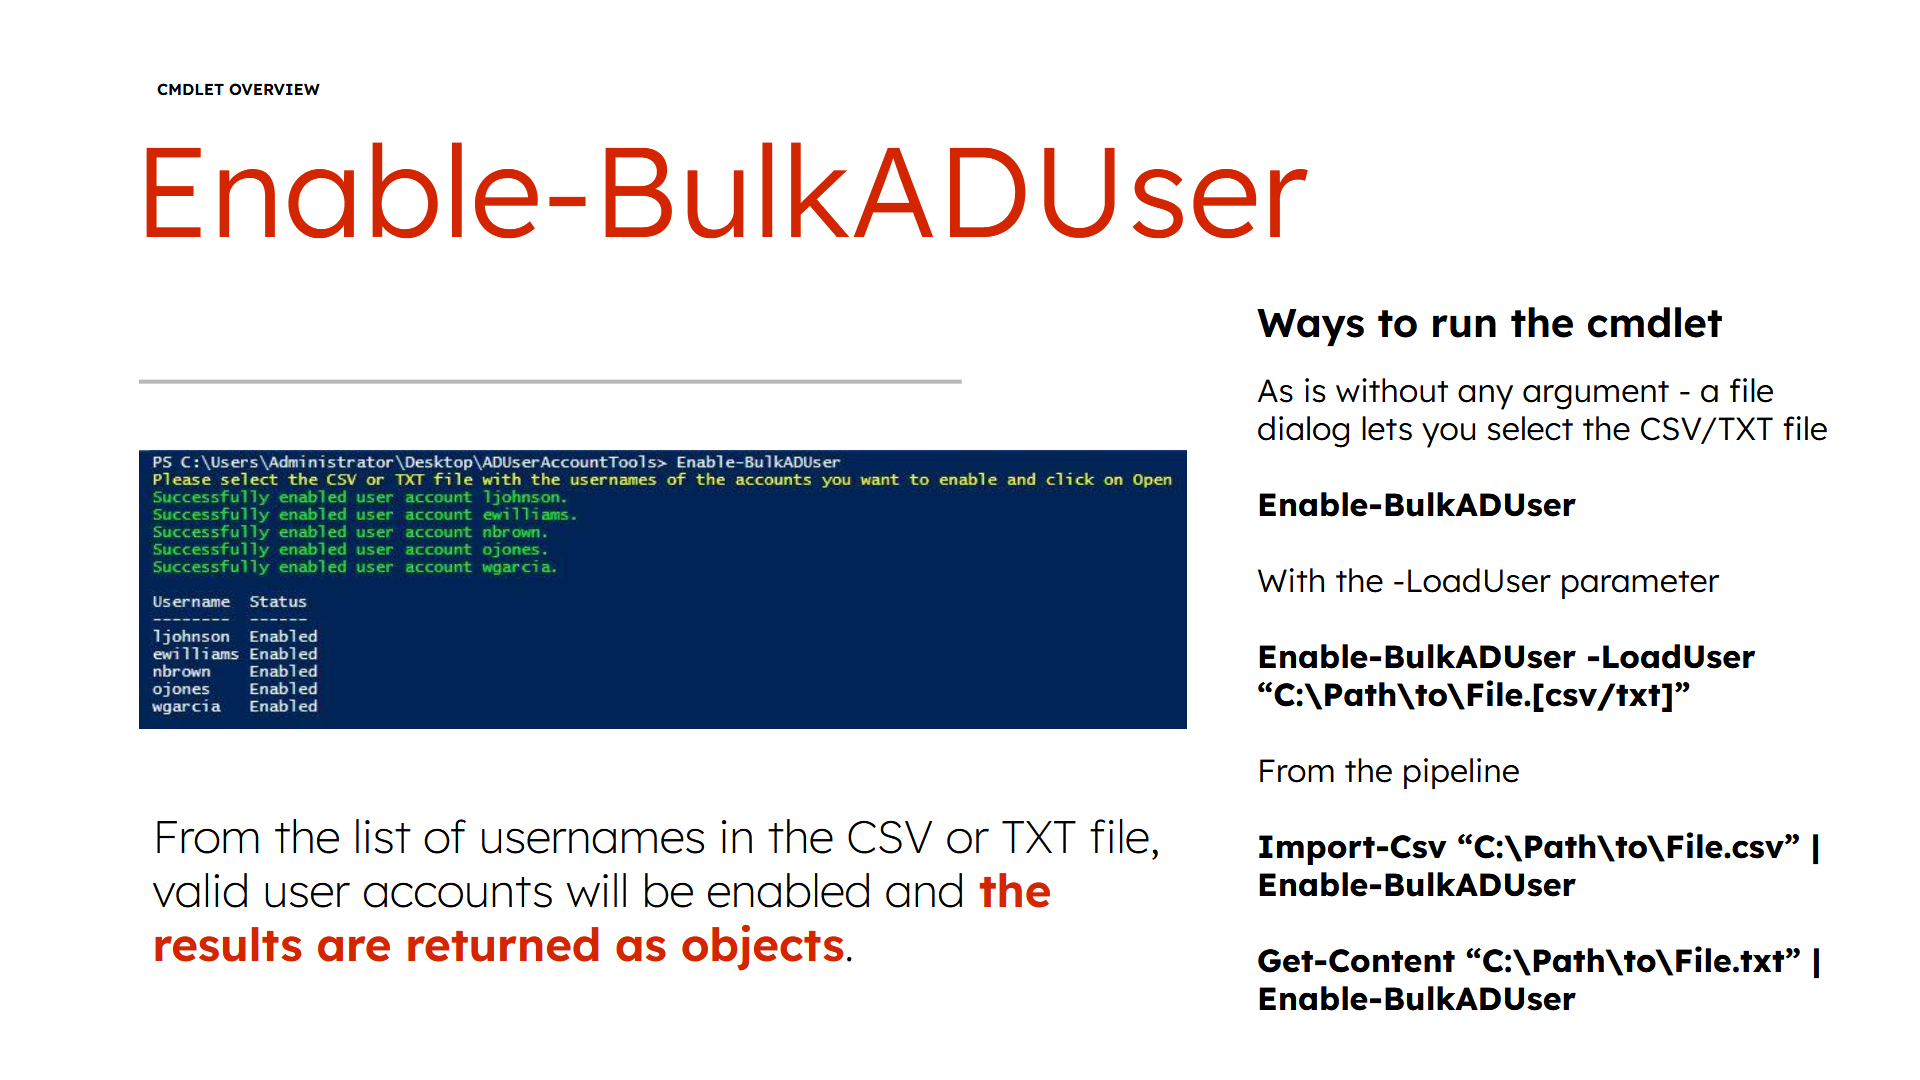 CMDLET OVERVIEW
Enable-BulkADUser
PS C:\Users\Administrator\Desktop\ADUserAccountTools> Enable-BulkADUser
Please select the CSV or TXT file with the usernames of the accounts you want to enable and click on Open
Successfully enabled user account ljohnson.
Successfully enabled user account ewilliams.
Successfully enabled user account nbrown.
Successfully enabled user account ojones.
Successfully enabled user account wgarcia.
Username Status
-------- ------
ljohnson Enabled
ewilliams Enabled
nbrown Enabled
ojones Enabled
wgarcia Enabled
From the list of usernames in the CSV or TXT file,
valid user accounts will be enabled and the
results are returned as objects.
Ways to run the cmdlet
As is without any argument - a file
dialog lets you select the CSV/TXT file
Enable-BulkADUser
With the -LoadUser parameter
Enable-BulkADUser -LoadUser
“C:\Path\to\File.[csv/txt]”
From the pipeline
Import-Csv “C:\Path\to\File.csv” |
Enable-BulkADUser
Get-Content “C:\Path\to\File.txt” |
Enable-BulkADUser